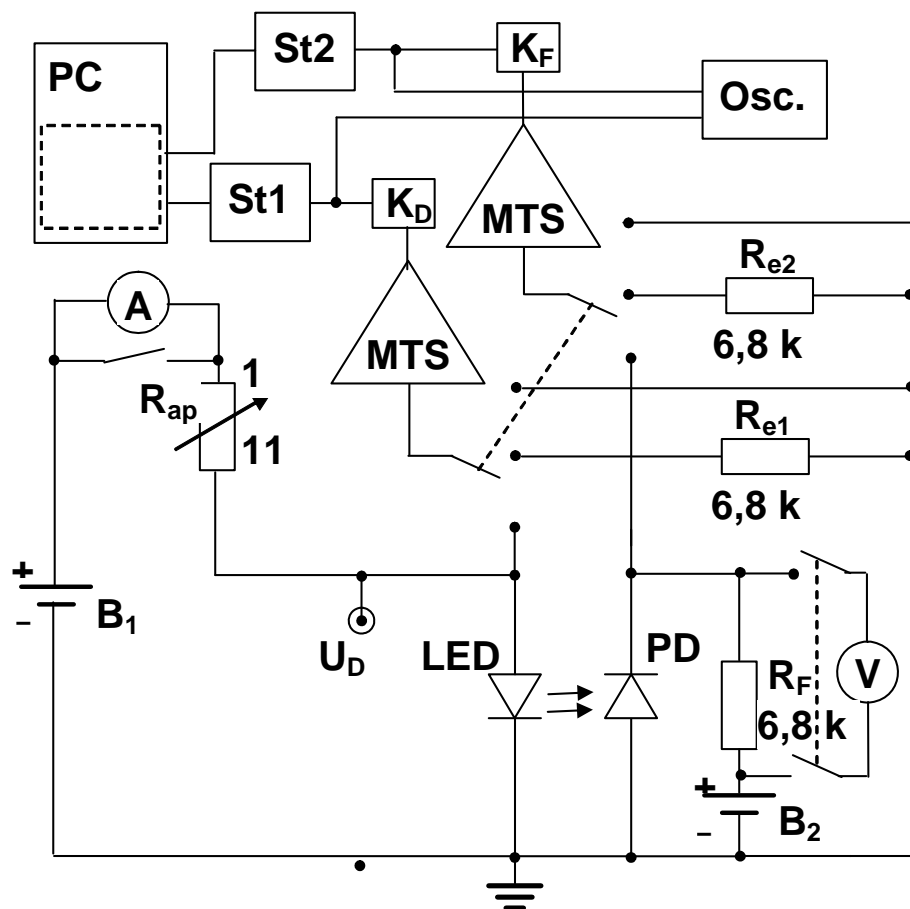 St2
K_F
PC
Osc.
St1
K_D
MTS
R_e2
A
6,8 k
MTS
1
R_ap
11
R_e1
6,8 k
+
B_1
–
U_D
LED
PD
R_F
V
6,8 k
+
B_2
–